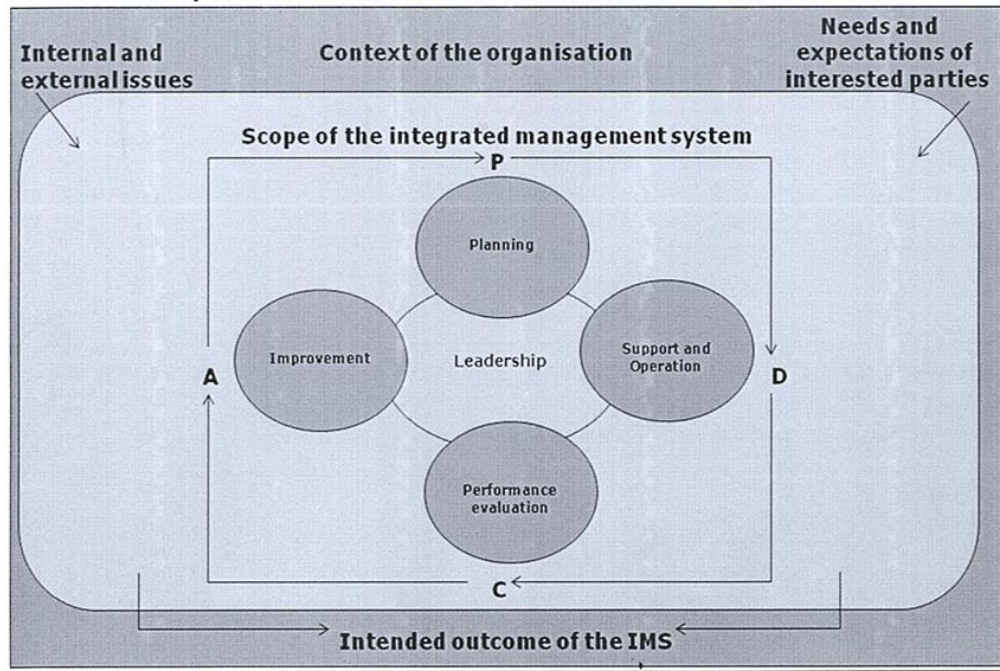 Internal and
external issues
Context of the organisation
Needs and
expectations of
interested parties
Scope of the integrated management system
P
Planning
Improvement
Leadership
Support and
Operation
A
D
Performance
evaluation
C
Intended outcome of the IMS